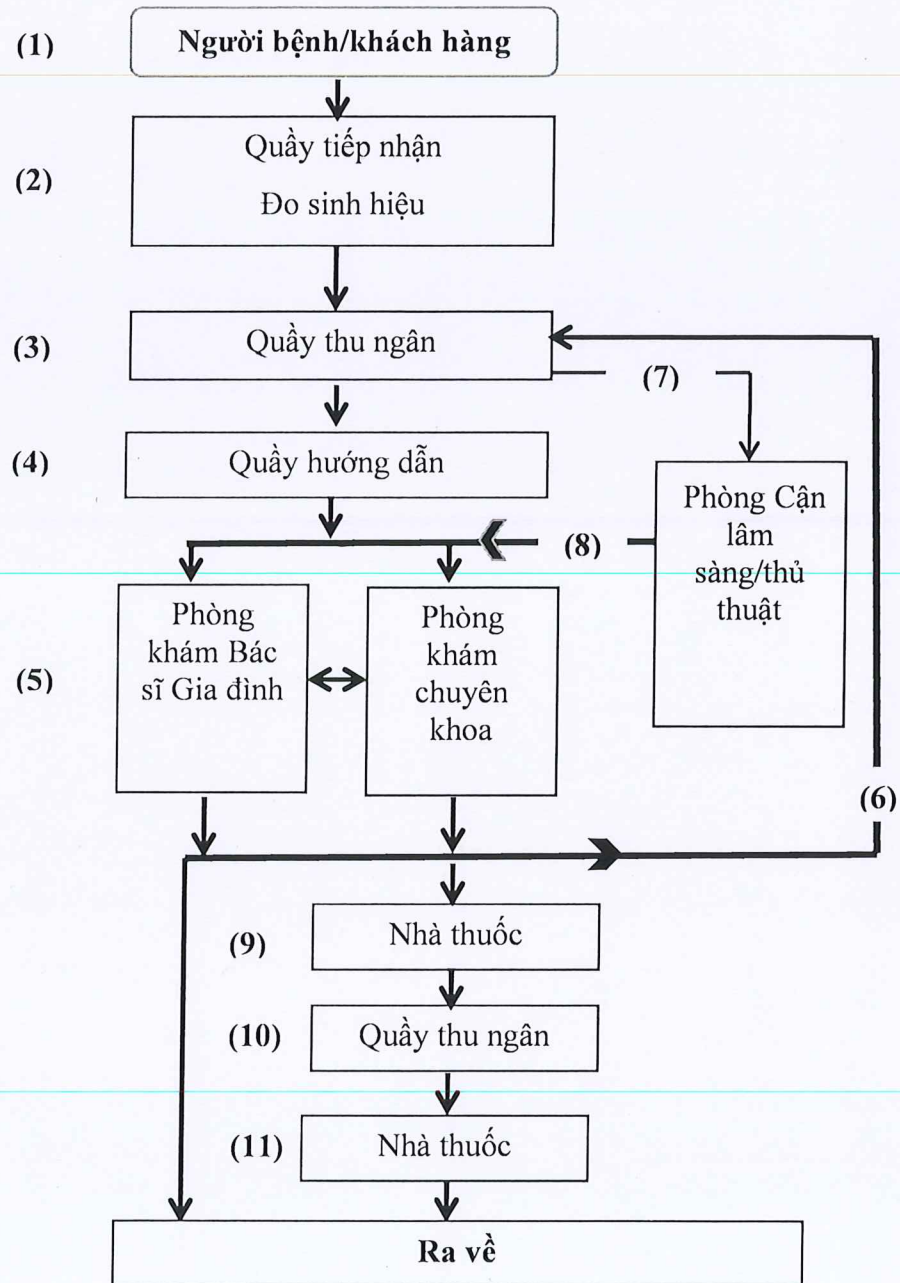 (1)
Người bệnh/khách hàng
(2)
Quầy tiếp nhận
Đo sinh hiệu
(3)
Quầy thu ngân
(7)
(4)
Quầy hướng dẫn
Phòng Cận
lâm
sàng/thủ
thuật
(8)
(5)
Phòng
khám Bác
sĩ Gia đình
Phòng
khám
chuyên
khoa
(6)
(9)
Nhà thuốc
(10)
Quầy thu ngân
(11)
Nhà thuốc
Ra về